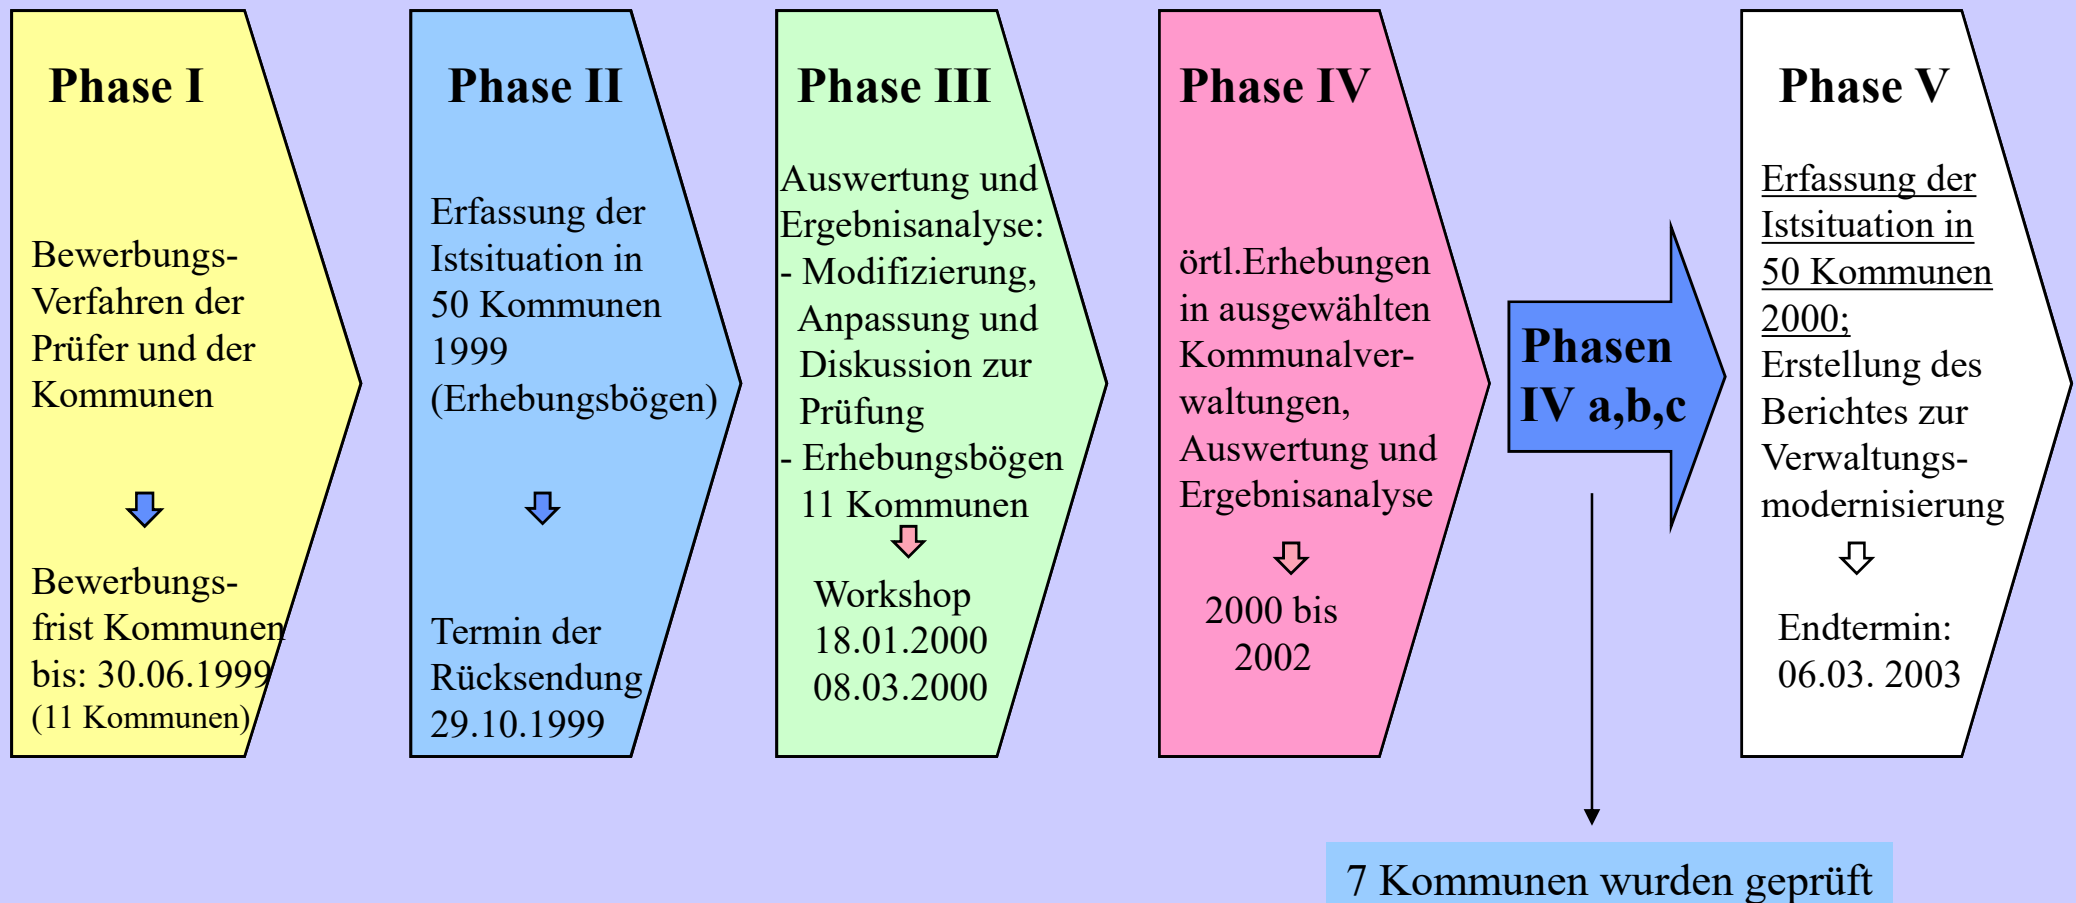 Phase I
Bewerbungs-
Verfahren der
Prüfer und der
Kommunen
Bewerbungs-
frist Kommunen
bis: 30.06.1999
(11 Kommunen)
Phase II
Erfassung der
Istsituation in
50 Kommunen
1999
(Erhebungsbögen)
Termin der
Rücksendung
29.10.1999
Phase III
Auswertung und
Ergebnisanalyse:
- Modifizierung,
Anpassung und
Diskussion zur
Prüfung
- Erhebungsbögen
11 Kommunen
Workshop
18.01.2000
08.03.2000
Phase IV
örtl.Erhebungen
in ausgewählten
Kommunalver-
waltungen,
Auswertung und
Ergebnisanalyse
2000 bis
2002
Phasen
IV a,b,c
7 Kommunen wurden geprüft
Phase V
Erfassung der
Istsituation in
50 Kommunen
2000;
Erstellung des
Berichtes zur
Verwaltungs-
modernisierung
Endtermin:
06.03. 2003